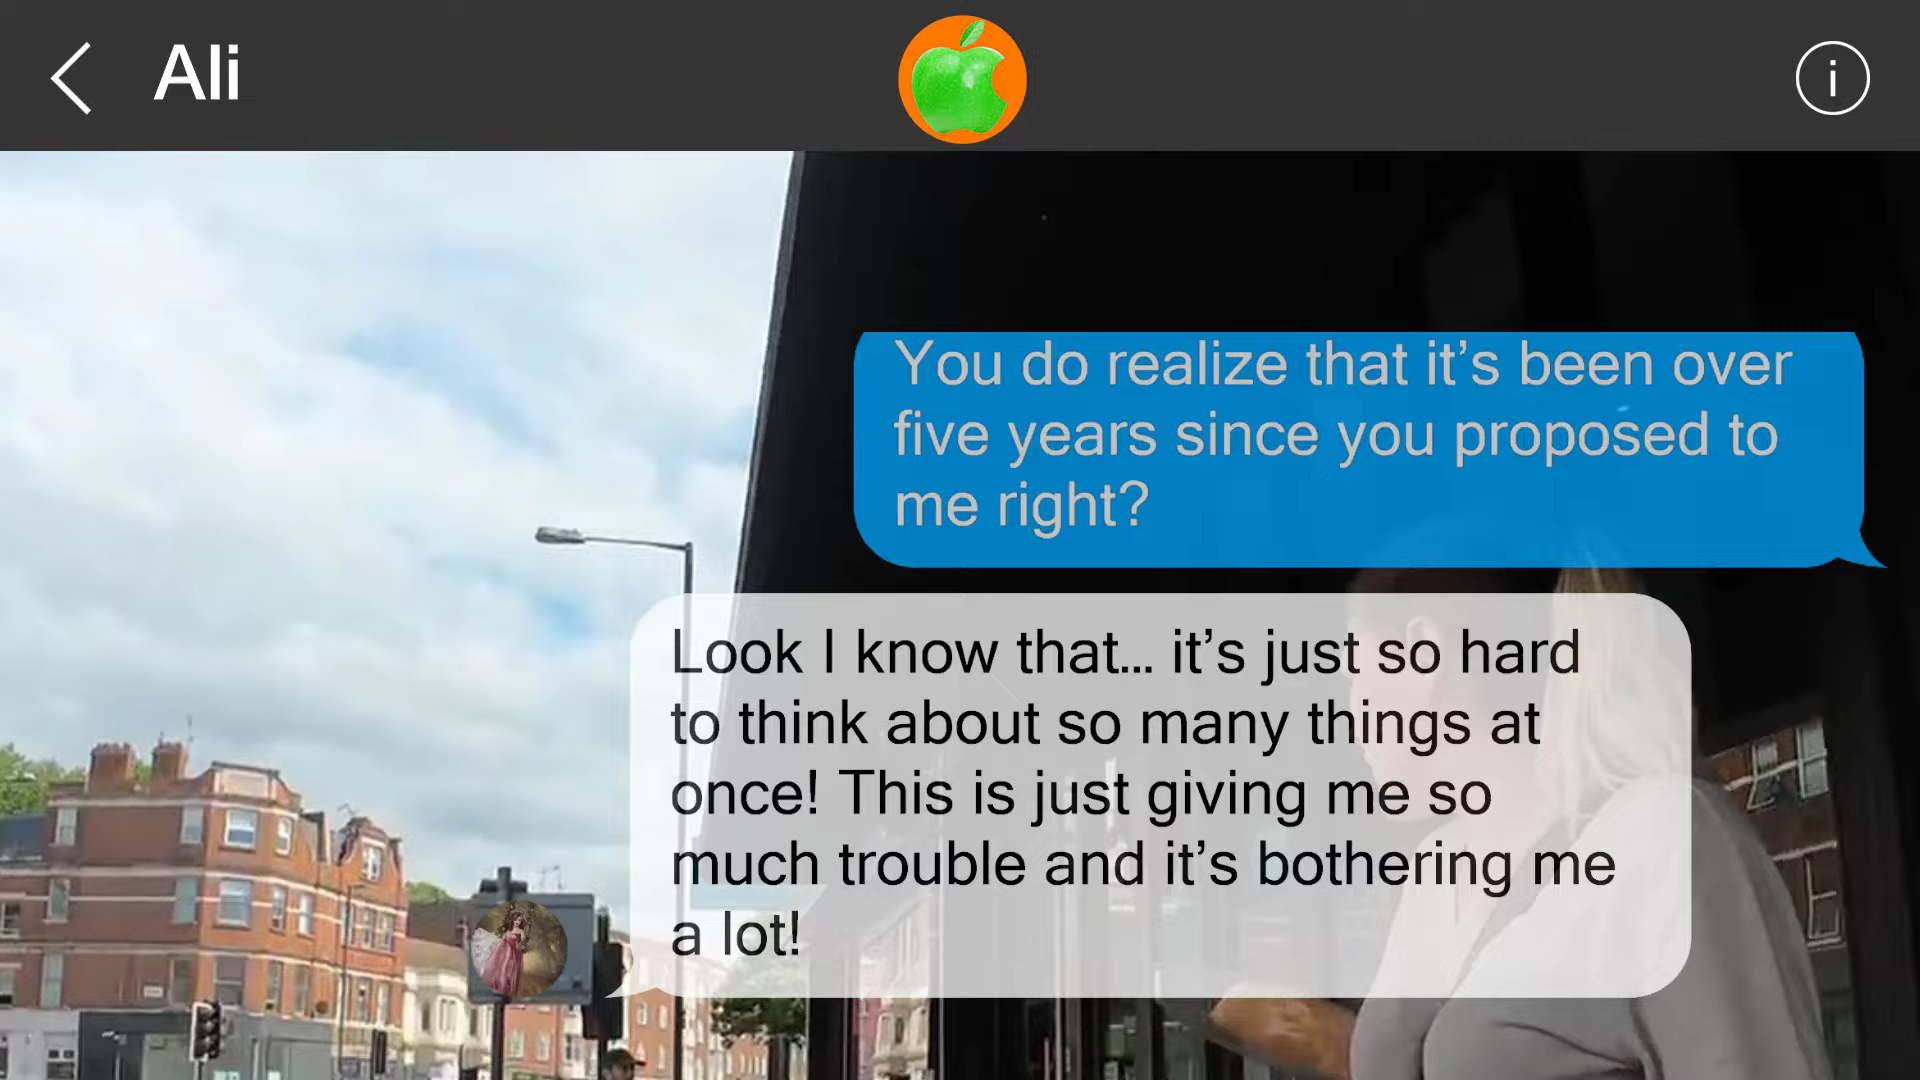 Ali
i
You do realize that it’s been over
five years since you proposed to
me right?
Look I know that... it’s just so hard
to think about so many things at
once! This is just giving me so
much trouble and it’s bothering me
a lot!